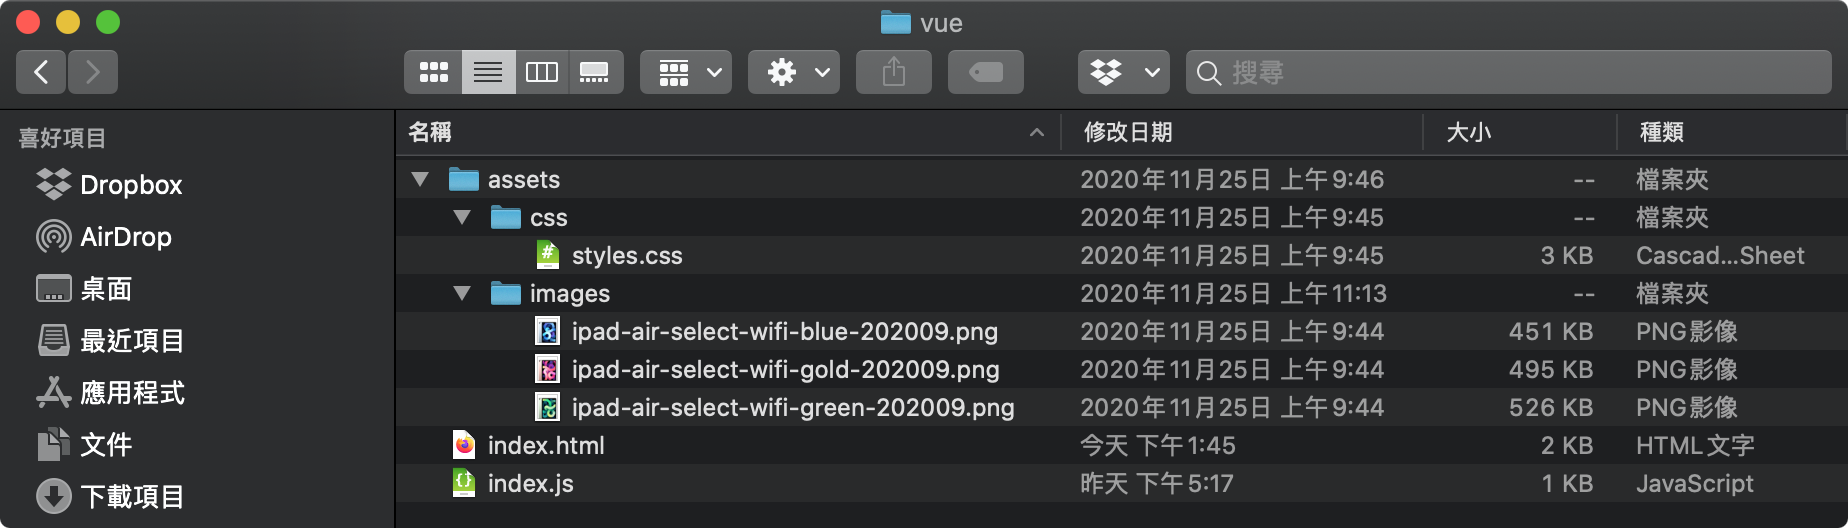 vue
搜尋
喜好項目
Dropbox
AirDrop
桌面
最近項目
應用程式
文件
下載項目
名稱 修改日期 大小 種類
assets 2020年11月25日 上午9:46 -- 檔案夾
css 2020年11月25日 上午9:45 -- 檔案夾
styles.css 2020年11月25日 上午9:45 3 KB Cascad...Sheet
images 2020年11月25日 上午11:13 -- 檔案夾
ipad-air-select-wifi-blue-202009.png 2020年11月25日 上午9:44 451 KB PNG影像
ipad-air-select-wifi-gold-202009.png 2020年11月25日 上午9:44 495 KB PNG影像
ipad-air-select-wifi-green-202009.png 2020年11月25日 上午9:44 526 KB PNG影像
index.html 今天 下午1:45 2 KB HTML文字
index.js 昨天 下午5:17 1 KB JavaScript